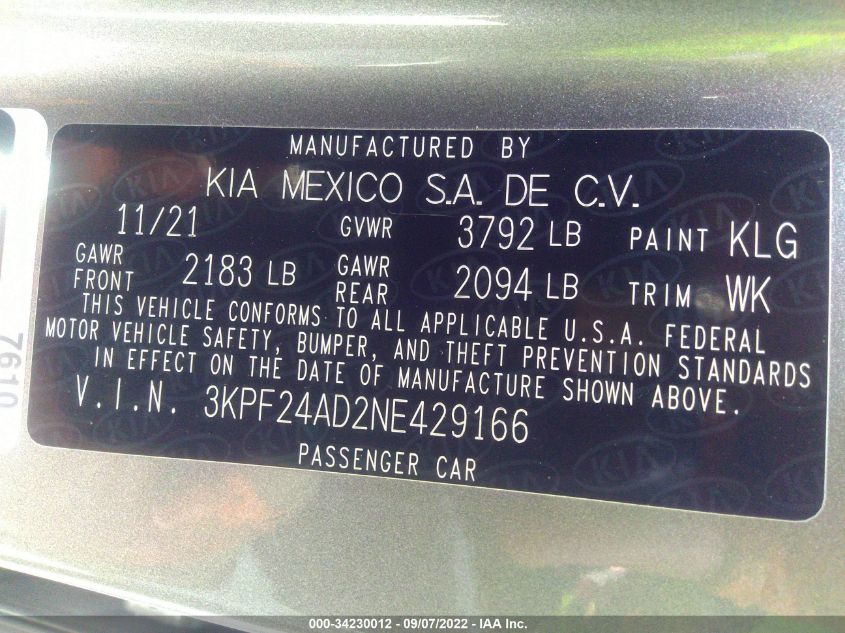 MANUFACTURED BY
KIA MEXICO S.A. DE C.V.
11/21 GVWR 3792 LB PAINT KLG
GAWR FRONT 2183 LB GAWR REAR 2094 LB TRIM WK
THIS VEHICLE CONFORMS TO ALL APPLICABLE U.S.A. FEDERAL
MOTOR VEHICLE SAFETY, BUMPER, AND THEFT PREVENTION STANDARDS
IN EFFECT ON THE DATE OF MANUFACTURE SHOWN ABOVE.
V.I.N. 3KPF24AD2NE429166
PASSENGER CAR
7610
000-34230012 - 09/07/2022 - IAA Inc.